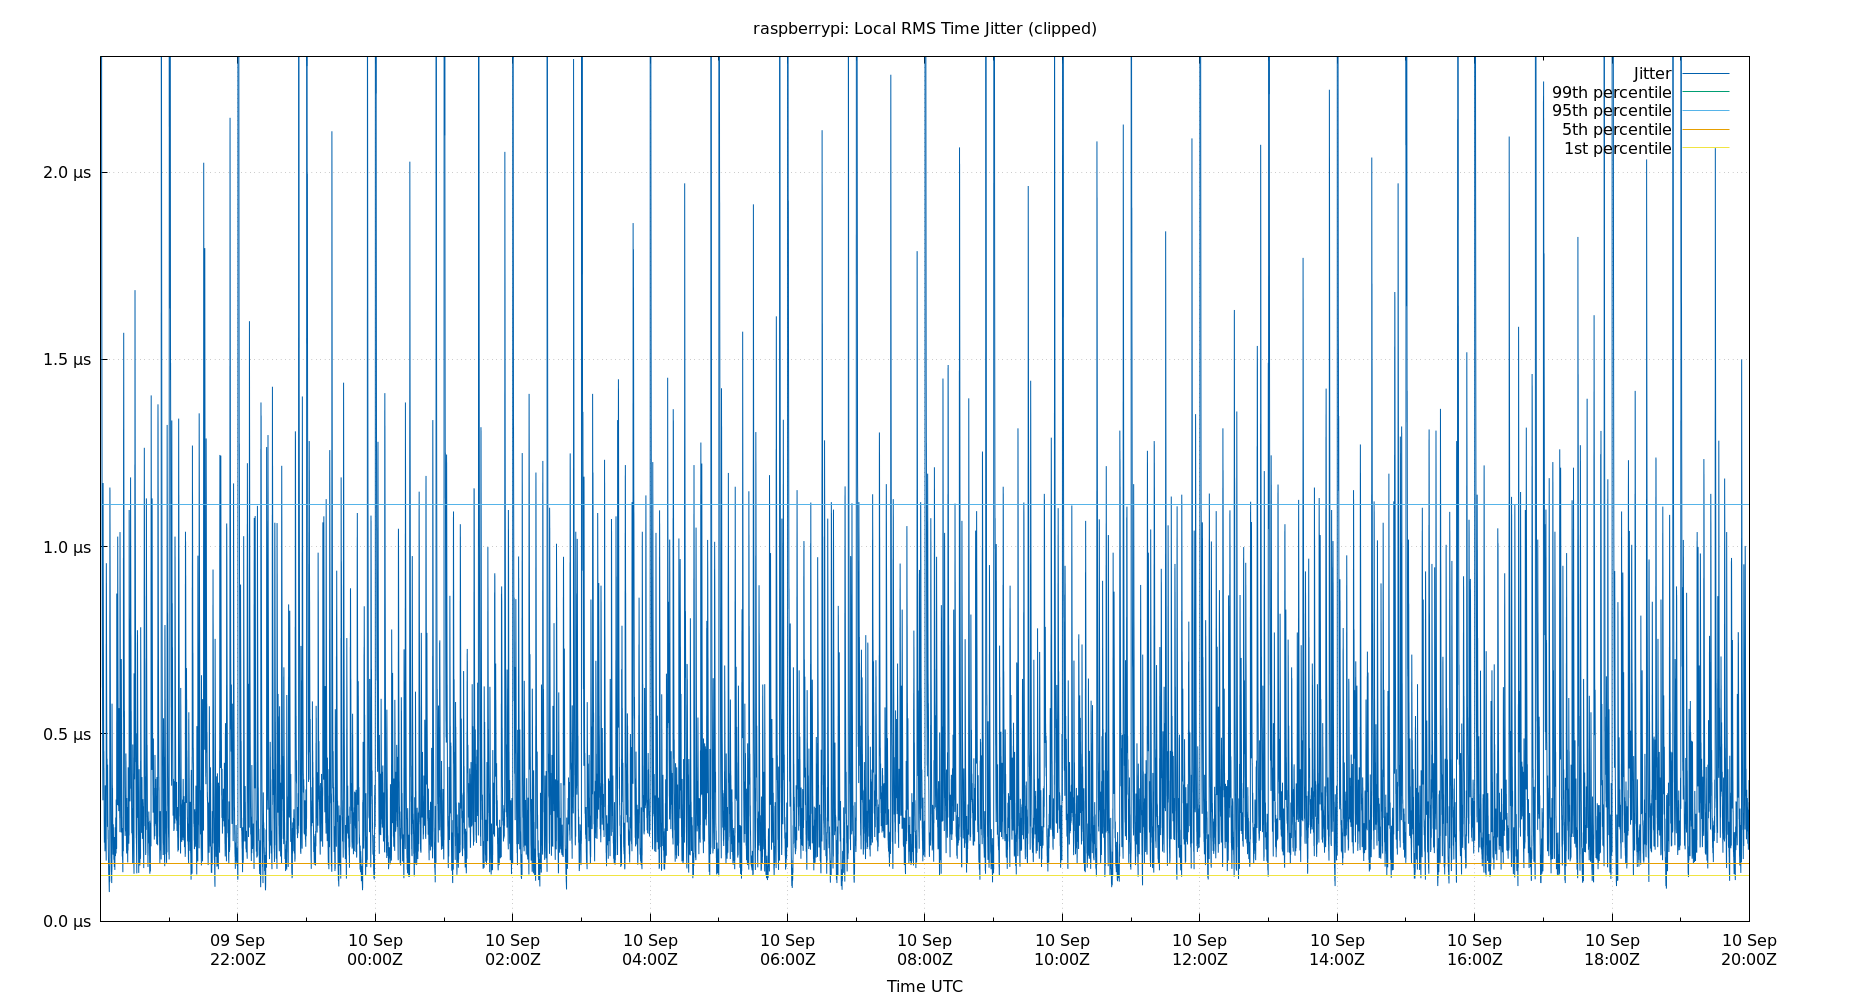 raspberrypi: Local RMS Time Jitter (clipped)
Jitter
99th percentile
95th percentile
5th percentile
1st percentile
2.0 µs
1.5 µs
1.0 µs
0.5 µs
0.0 µs
09 Sep 10 Sep 10 Sep 10 Sep 10 Sep 10 Sep 10 Sep 10 Sep 10 Sep 10 Sep 10 Sep 10 Sep
22:00Z 00:00Z 02:00Z 04:00Z 06:00Z 08:00Z 10:00Z 12:00Z 14:00Z 16:00Z 18:00Z 20:00Z
Time UTC